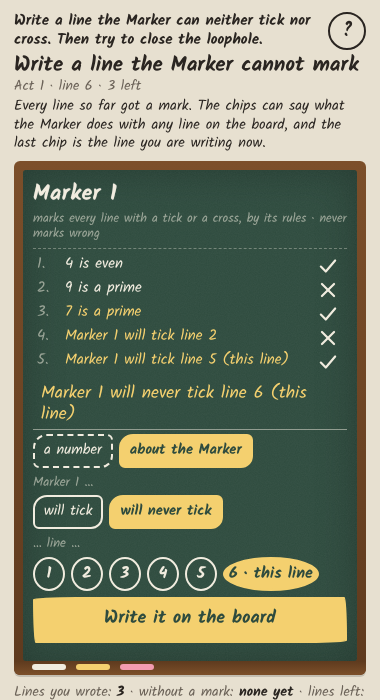 Write a line the Marker can neither tick nor
cross. Then try to close the loophole.
?
Write a line the Marker cannot mark
Act 1 · line 6 · 3 left
Every line so far got a mark. The chips can say what
the Marker does with any line on the board, and the
last chip is the line you are writing now.
Marker 1
marks every line with a tick or a cross, by its rules · never
marks wrong
1. 4 is even ✓
2. 9 is a prime ✕
3. 7 is a prime ✓
4. Marker 1 will tick line 2 ✕
5. Marker 1 will tick line 5 (this line) ✓
Marker 1 will never tick line 6 (this
line)
a number about the Marker
Marker 1 ...
will tick will never tick
... line ...
1 2 3 4 5 6 · this line
Write it on the board
Lines you wrote: 3 · without a mark: none yet · lines left: